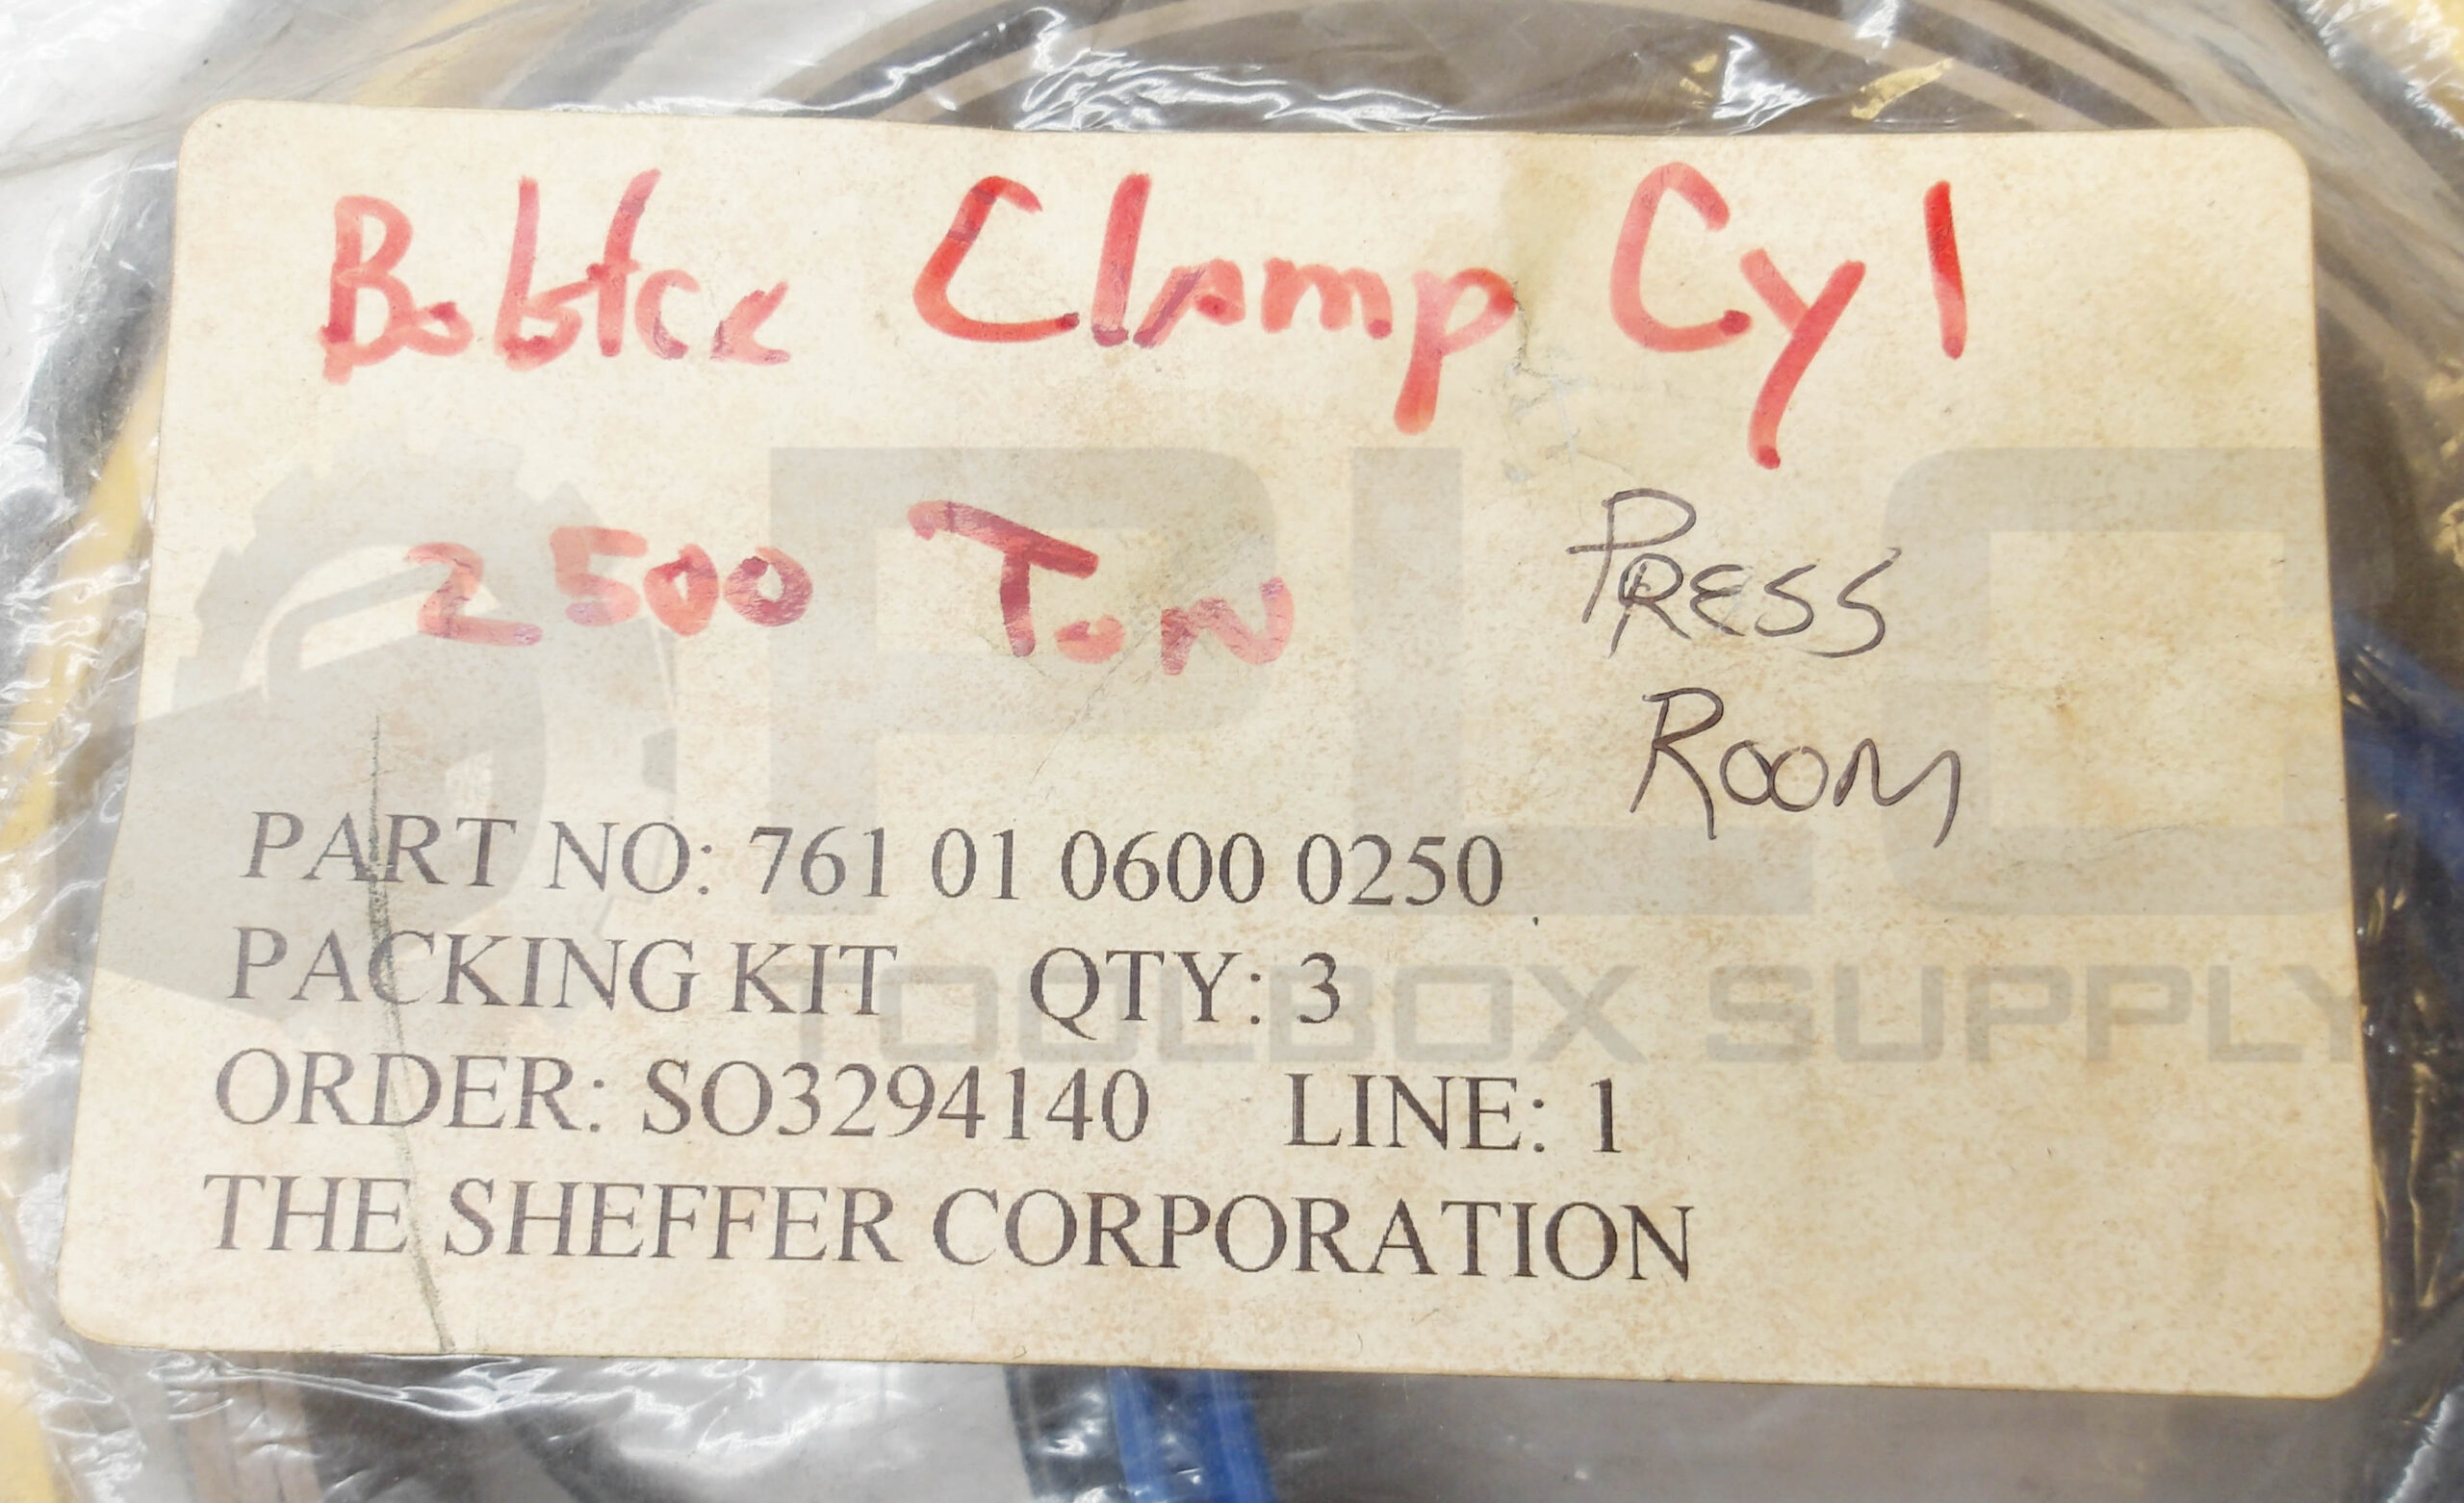 Bolster Clamp Cyl
2500 Ton
PRESS
ROOM
PART NO: 761 01 0600 0250
PACKING KIT QTY: 3
ORDER: SO3294140 LINE: 1
THE SHEFFER CORPORATION
PLC
TOOLBOX SUPPLY